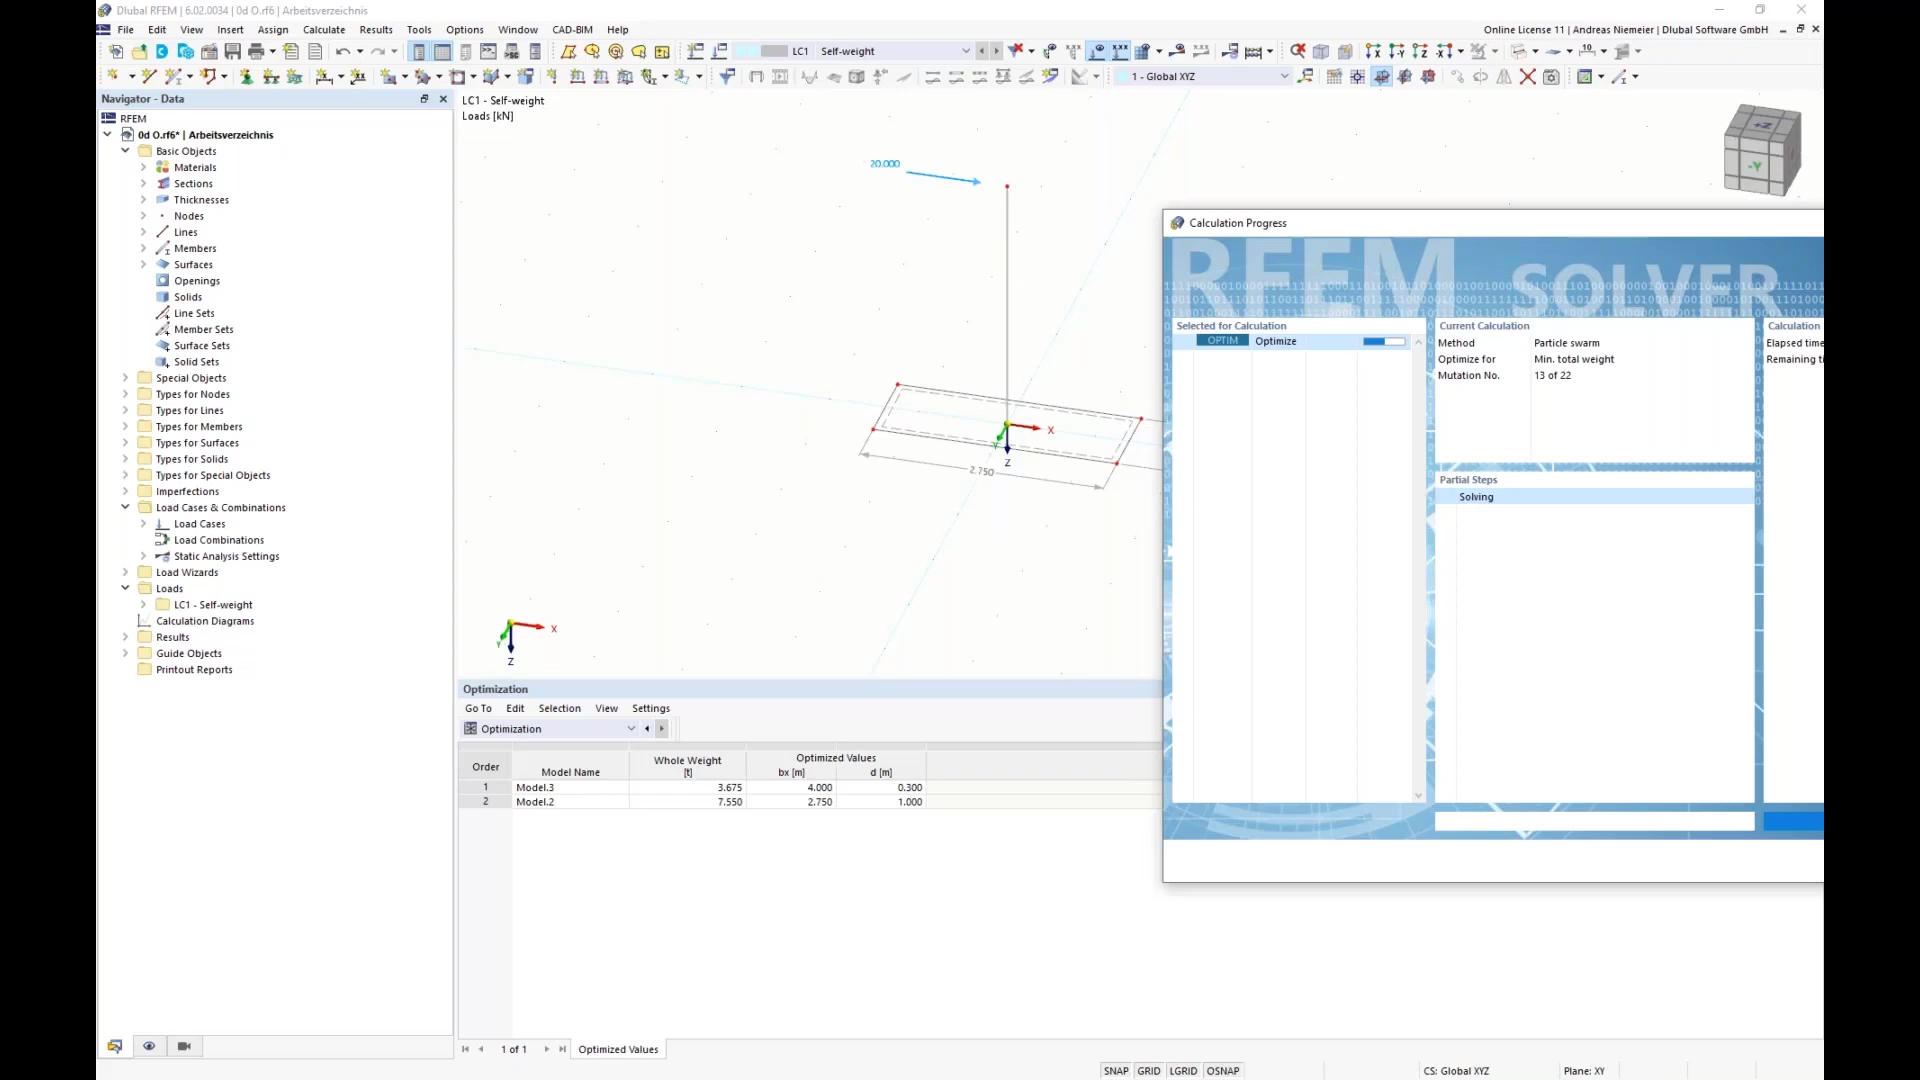 Dlubal RFEM | 6.02.0034 | 0d O.rf6 | Arbeitsverzeichnis
File Edit View Insert Assign Calculate Results Tools Options Window CAD-BIM Help
Online License 11 | Andreas Niemeier | Dlubal Software GmbH
LC1 Self-weight
1 - Global XYZ
Navigator - Data
RFEM
0d O.rf6* | Arbeitsverzeichnis
Basic Objects
Materials
Sections
Thicknesses
Nodes
Lines
Members
Surfaces
Openings
Solids
Line Sets
Member Sets
Surface Sets
Solid Sets
Special Objects
Types for Nodes
Types for Lines
Types for Members
Types for Surfaces
Types for Solids
Types for Special Objects
Imperfections
Load Cases & Combinations
Load Cases
Load Combinations
Static Analysis Settings
Load Wizards
Loads
LC1 - Self-weight
Calculation Diagrams
Results
Guide Objects
Printout Reports
LC1 - Self-weight
Loads [kN]
20.000
X
Y
Z
2.750
X
Y
Z
+Z
-Y
Calculation Progress
RFEM SOLVER
Selected for Calculation
OPTIM Optimize
Current Calculation
Method Particle swarm
Optimize for Min. total weight
Mutation No. 13 of 22
Partial Steps
Solving
Calculation
Elapsed time
Remaining ti
Optimization
Go To Edit Selection View Settings
Optimization
Order Model Name Whole Weight [t] Optimized Values bx [m] d [m]
1 Model.3 3.675 4.000 0.300
2 Model.2 7.550 2.750 1.000
1 of 1 Optimized Values
SNAP GRID LGRID OSNAP CS: Global XYZ Plane: XY